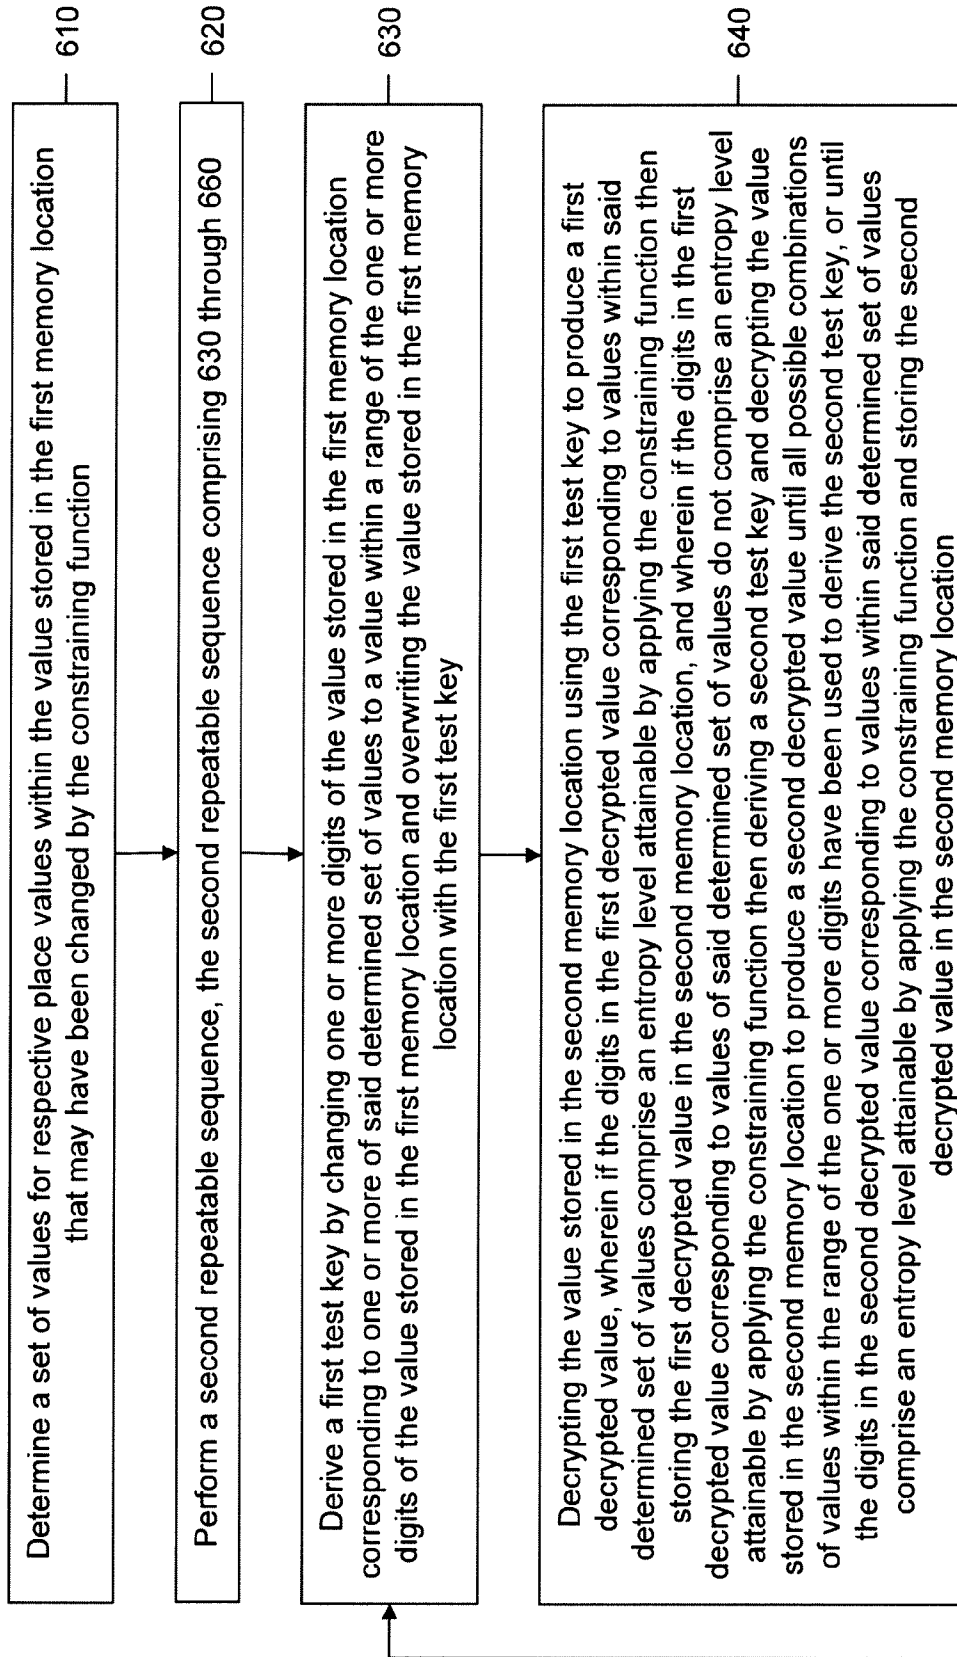 Determine a set of values for respective place values within the value stored in the first memory location
that may have been changed by the constraining function
610
Perform a second repeatable sequence, the second repeatable sequence comprising 630 through 660
620
Derive a first test key by changing one or more digits of the value stored in the first memory location
corresponding to one or more of said determined set of values to a value within a range of the one or more
digits of the value stored in the first memory location and overwriting the value stored in the first memory
location with the first test key
630
Decrypting the value stored in the second memory location using the first test key to produce a first
decrypted value, wherein if the digits in the first decrypted value corresponding to values within said
determined set of values comprise an entropy level attainable by applying the constraining function then
storing the first decrypted value in the second memory location, and wherein if the digits in the first
decrypted value corresponding to values of said determined set of values do not comprise an entropy level
attainable by applying the constraining function then deriving a second test key and decrypting the value
stored in the second memory location to produce a second decrypted value until all possible combinations
of values within the range of the one or more digits have been used to derive the second test key, or until
the digits in the second decrypted value corresponding to values within said determined set of values
comprise an entropy level attainable by applying the constraining function and storing the second
decrypted value in the second memory location
640